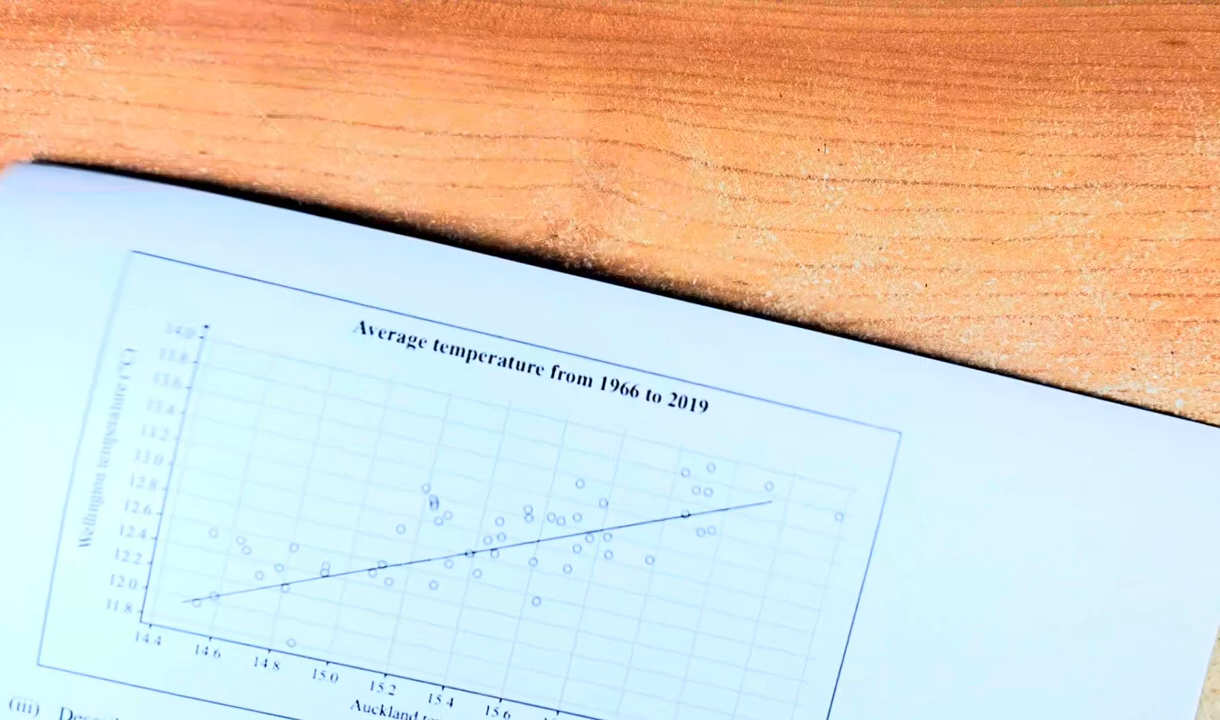 Average temperature from 1966 to 2019
Wellington temperature (°C)
14.0
13.8
13.6
13.4
13.2
13.0
12.8
12.6
12.4
12.2
12.0
11.8
14.4 14.6 14.8 15.0 15.2 15.4 15.6
Auckland
(iii)